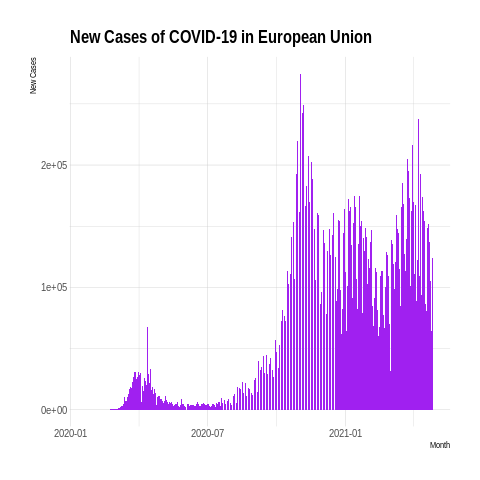 New Cases of COVID-19 in European Union
New Cases
2e+05
1e+05
0e+00
2020-01 2020-07 2021-01
Month